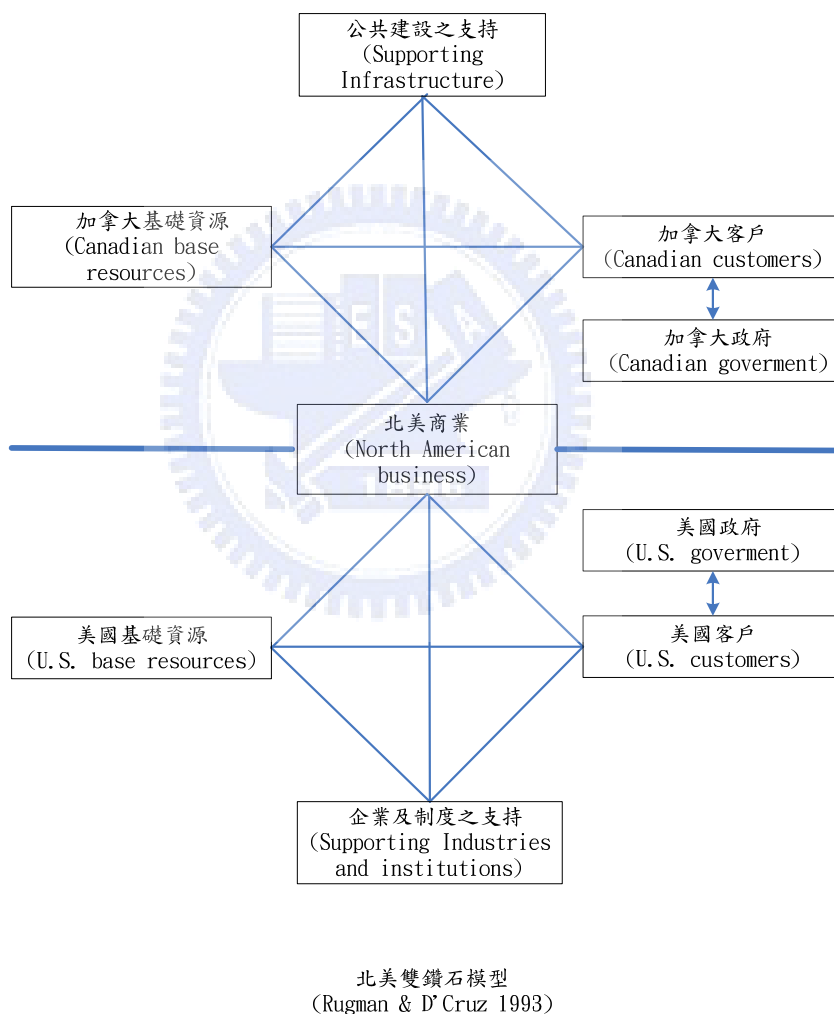 公共建設之支持
(Supporting
Infrastructure)
加拿大基礎資源
(Canadian base
resources)
加拿大客戶
(Canadian customers)
加拿大政府
(Canadian goverment)
北美商業
(North American
business)
美國政府
(U.S. goverment)
美國基礎資源
(U.S. base resources)
美國客戶
(U.S. customers)
企業及制度之支持
(Supporting Industries
and institutions)
北美雙鑽石模型
(Rugman & D'Cruz 1993)
E S A